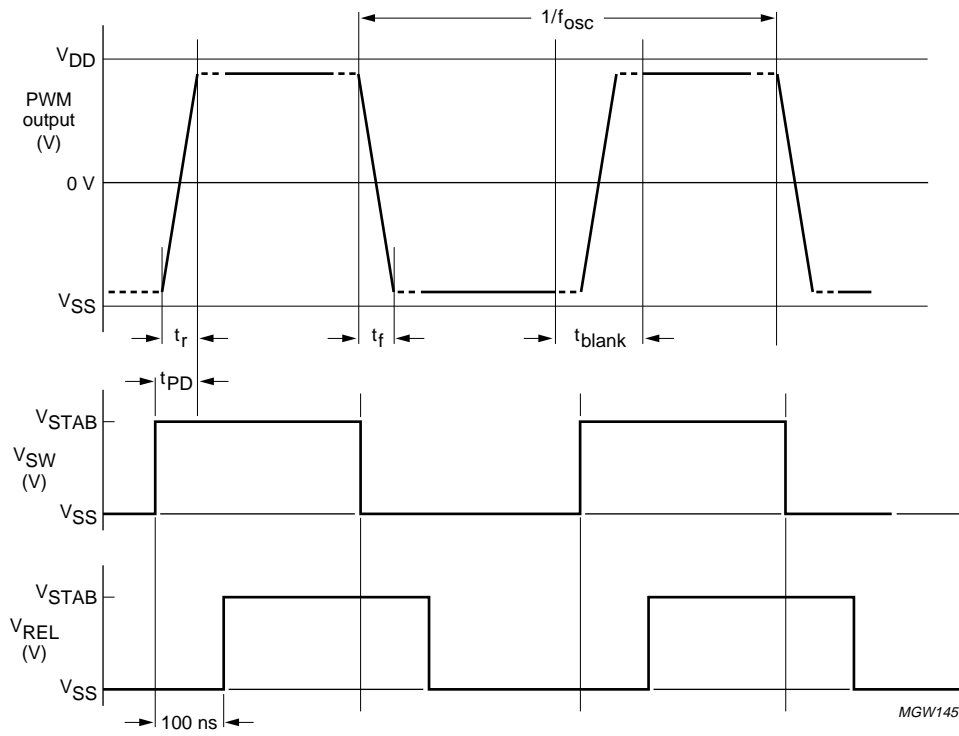 1/fosc
VDD
PWM
output
(V)
0 V
VSS
tr
tf
tblank
tPD
VSTAB
VSW
(V)
VSS
VSTAB
VREL
(V)
VSS
100 ns
MGW145